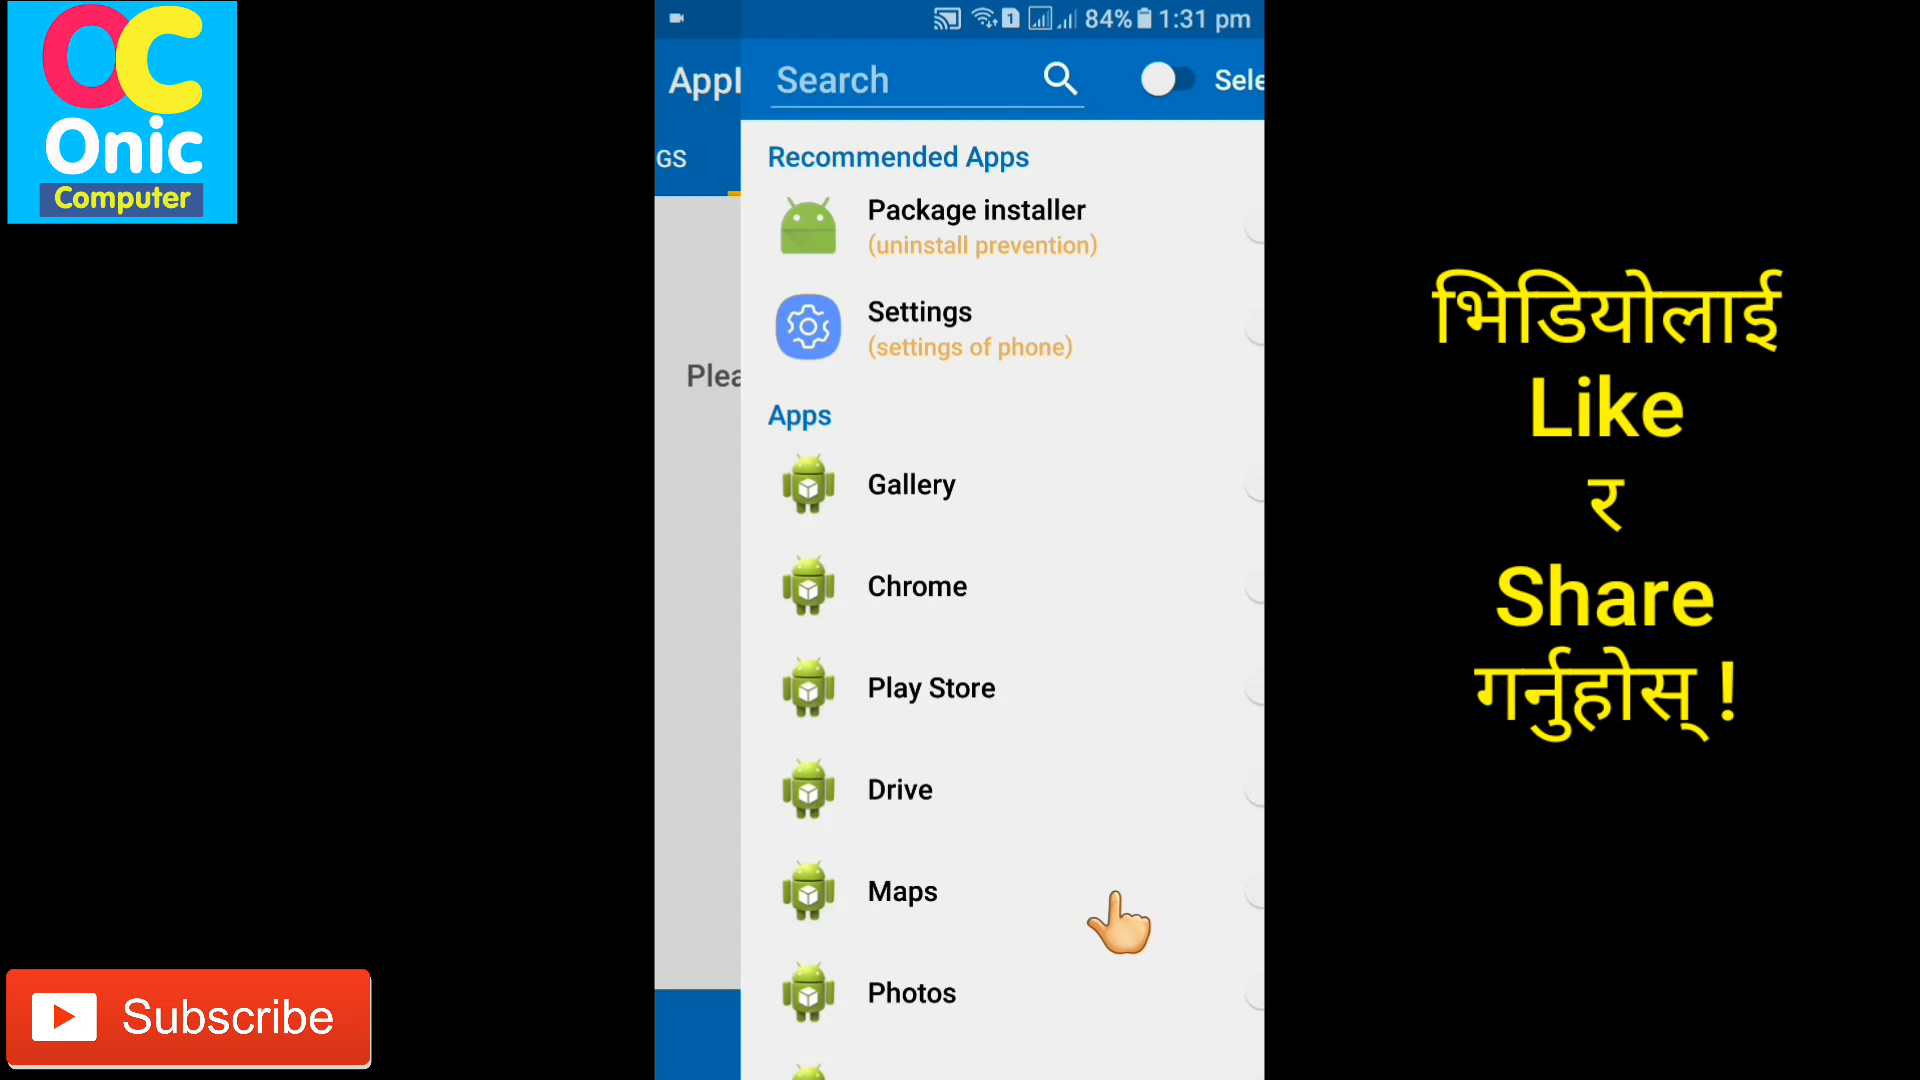 OC
Onic
Computer
1
84% 1:31 pm
Appl
Search
Sele
GS
Recommended Apps
Package installer
(uninstall prevention)
Settings
(settings of phone)
Plea
Apps
Gallery
Chrome
Play Store
Drive
Maps
Photos
भिडियोलाई
Like
र
Share
गर्नुहोस् !
Subscribe